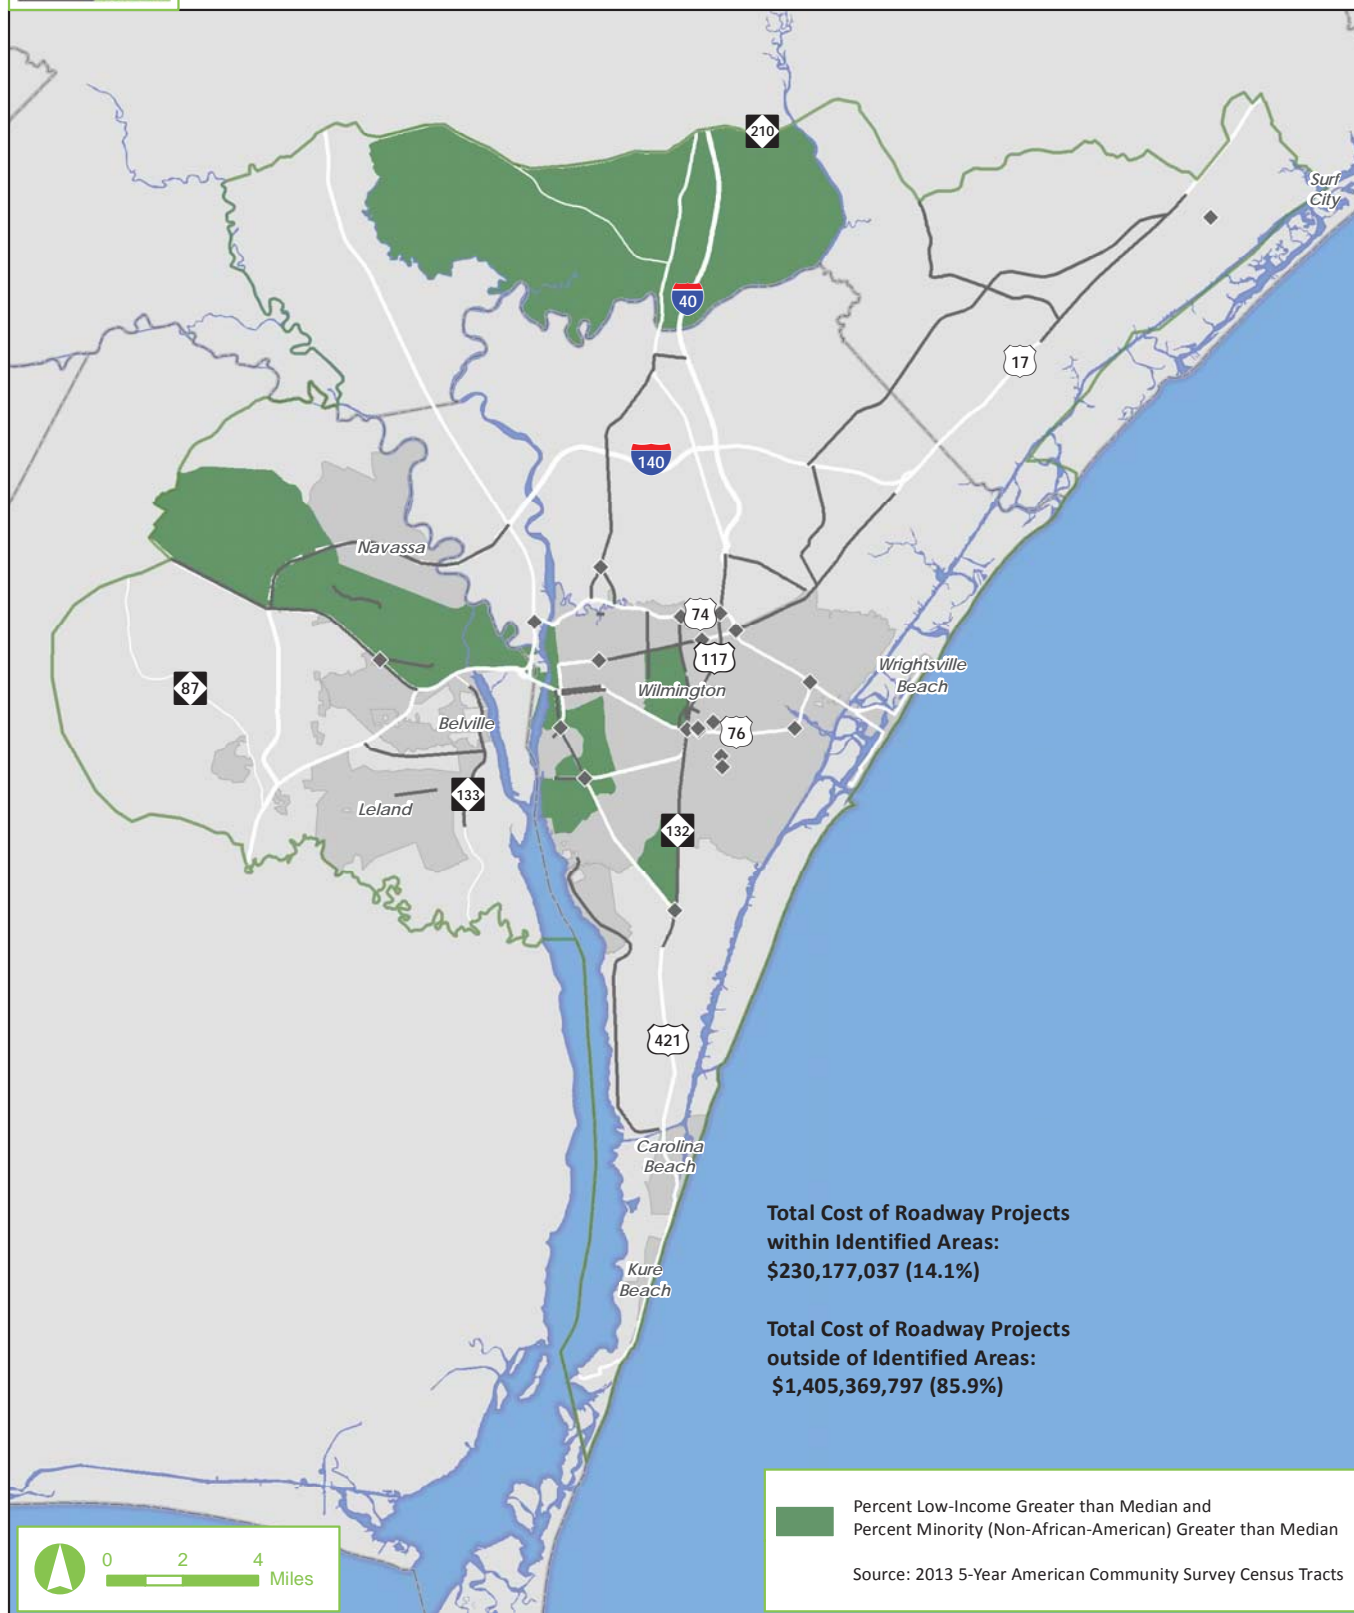 210
Surf
City
40
17
140
Navassa
74
117
Wrightsville
Beach
87
Wilmington
Belville
76
133
Leland
132
421
Carolina
Beach
Total Cost of Roadway Projects
within Identified Areas:
$230,177,037 (14.1%)
Kure
Beach
Total Cost of Roadway Projects
outside of Identified Areas:
$1,405,369,797 (85.9%)
Percent Low-Income Greater than Median and
Percent Minority (Non-African-American) Greater than Median
Source: 2013 5-Year American Community Survey Census Tracts
0 2 4
Miles